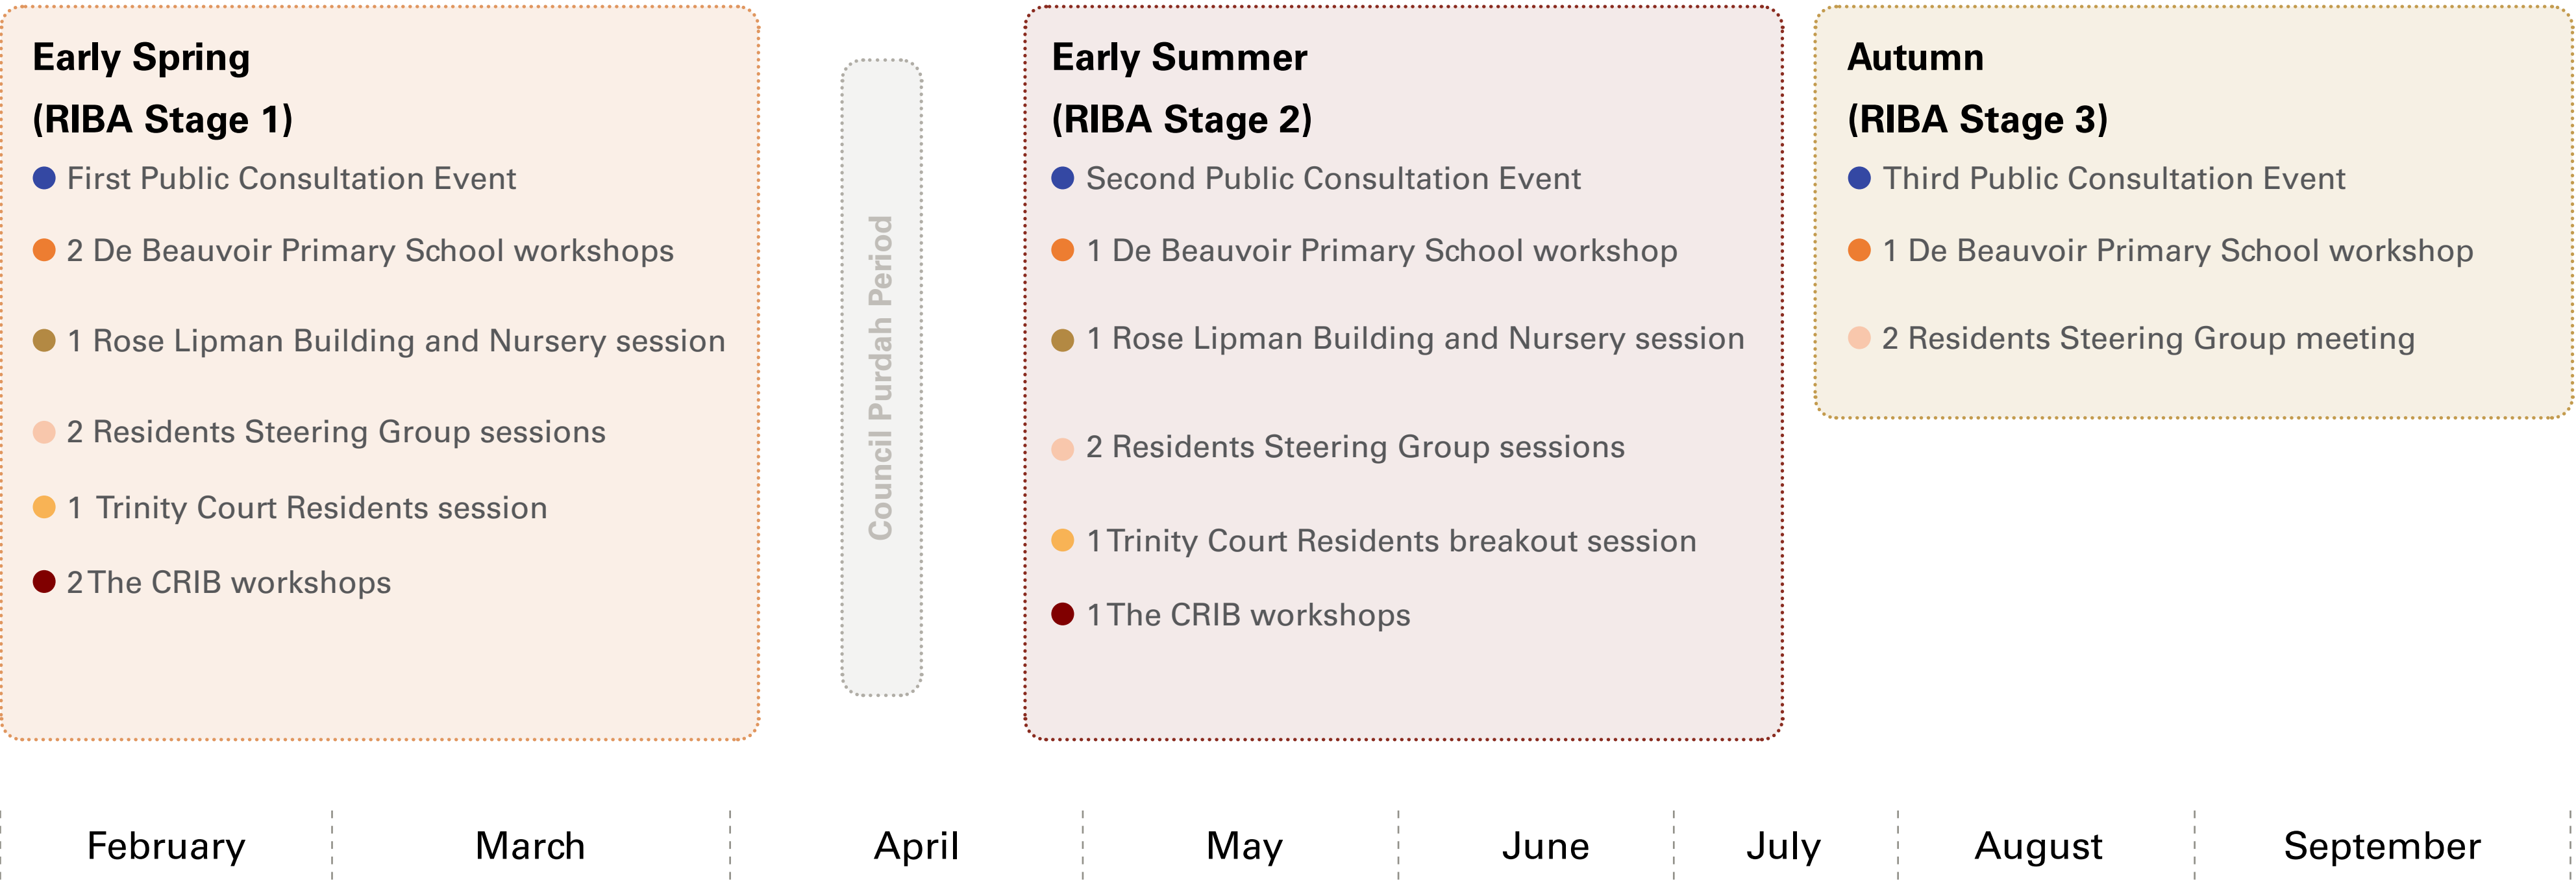 Early Spring
(RIBA Stage 1)
First Public Consultation Event
2 De Beauvoir Primary School workshops
1 Rose Lipman Building and Nursery session
2 Residents Steering Group sessions
1 Trinity Court Residents session
2 The CRIB workshops
Council Purdah Period
Early Summer
(RIBA Stage 2)
Second Public Consultation Event
1 De Beauvoir Primary School workshop
1 Rose Lipman Building and Nursery session
2 Residents Steering Group sessions
1 Trinity Court Residents breakout session
1 The CRIB workshops
Autumn
(RIBA Stage 3)
Third Public Consultation Event
1 De Beauvoir Primary School workshop
2 Residents Steering Group meeting
February March April May June July August September